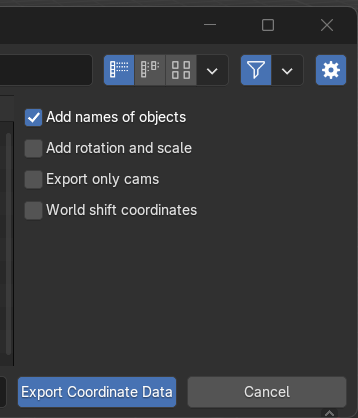 Add names of objects
Add rotation and scale
Export only cams
World shift coordinates
Export Coordinate Data
Cancel